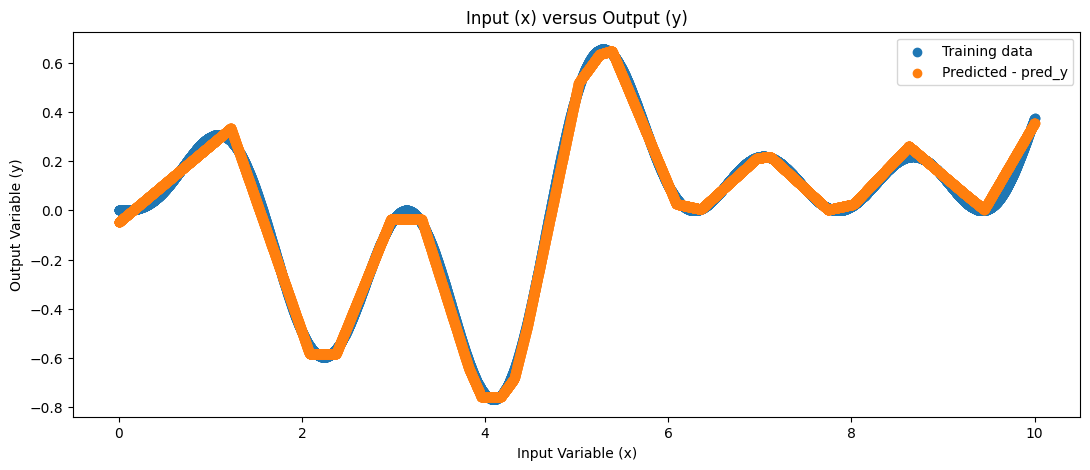 Input (x) versus Output (y)
Training data
Predicted - pred_y
Output Variable (y)
0.6
0.4
0.2
0.0
−0.2
−0.4
−0.6
−0.8
0 2 4 6 8 10
Input Variable (x)